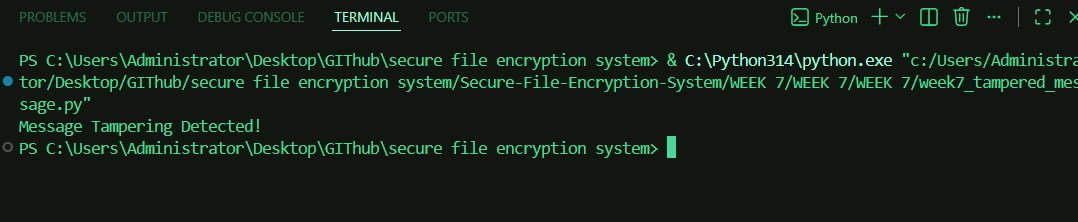 PROBLEMS OUTPUT DEBUG CONSOLE TERMINAL PORTS Python
PS C:\Users\Administrator\Desktop\GIThub\secure file encryption system> & C:\Python314\python.exe "c:/Users/Administra
tor/Desktop/GIThub/secure file encryption system/Secure-File-Encryption-System/WEEK 7/WEEK 7/WEEK 7/week7_tampered_mes
sage.py"
Message Tampering Detected!
PS C:\Users\Administrator\Desktop\GIThub\secure file encryption system>